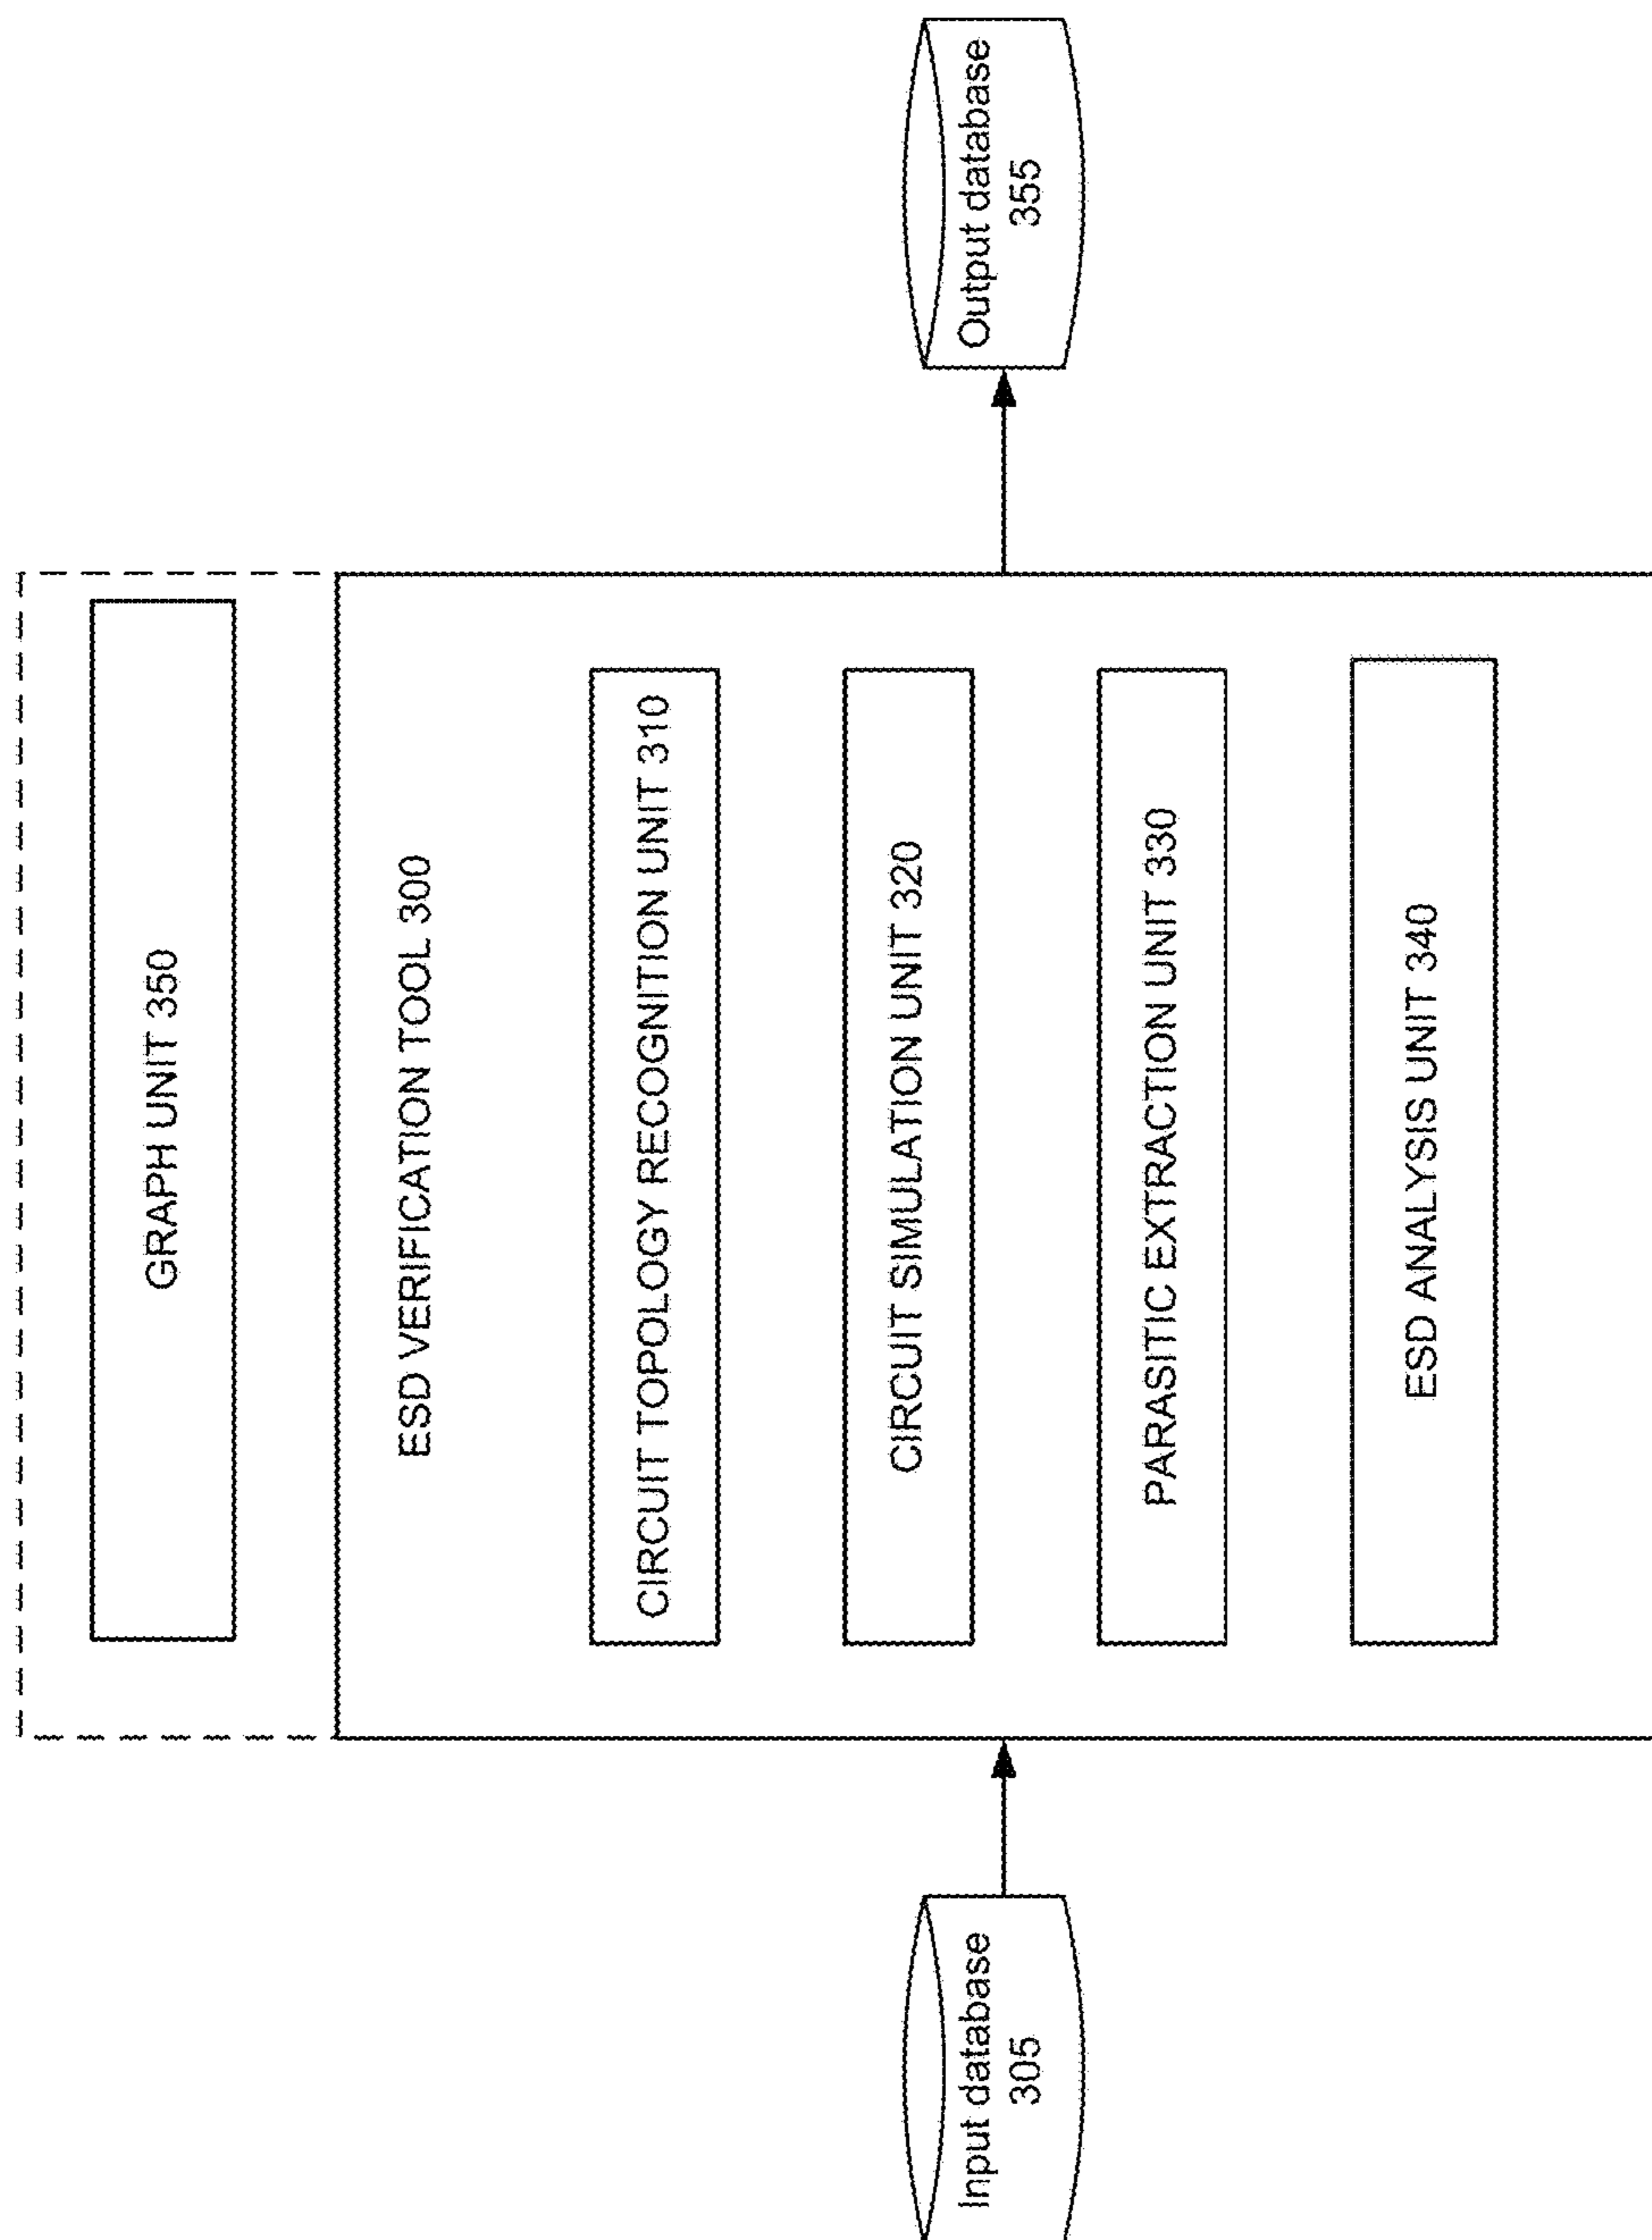 GRAPH UNIT 350
ESD VERIFICATION TOOL 300
CIRCUIT TOPOLOGY RECOGNITION UNIT 310
Input database
305
CIRCUIT SIMULATION UNIT 320
Output database
355
PARASITIC EXTRACTION UNIT 330
ESD ANALYSIS UNIT 340